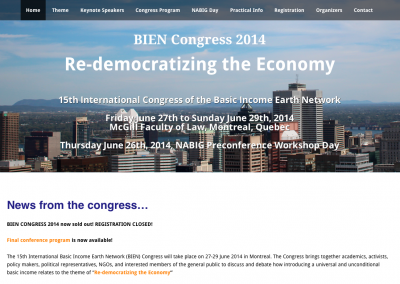 Home Theme Keynote Speakers Congress Program NABIG Day Practical Info Registration Organizers Contact
BIEN Congress 2014
Re-democratizing the Economy
15th International Congress of the Basic Income Earth Network
Friday June 27th to Sunday June 29th, 2014
McGill Faculty of Law, Montreal, Quebec
Thursday June 26th, 2014, NABIG Preconference Workshop Day
News from the congress…
BIEN CONGRESS 2014 now sold out! REGISTRATION CLOSED!
Final conference program is now available!
The 15th International Basic Income Earth Network (BIEN) Congress will take place on 27-29 June 2014 in Montreal. The Congress brings together academics, activists,
policy makers, political representatives, NGOs, and interested members of the general public to discuss and debate how introducing a universal and unconditional
basic income relates to the theme of "Re-democratizing the Economy"